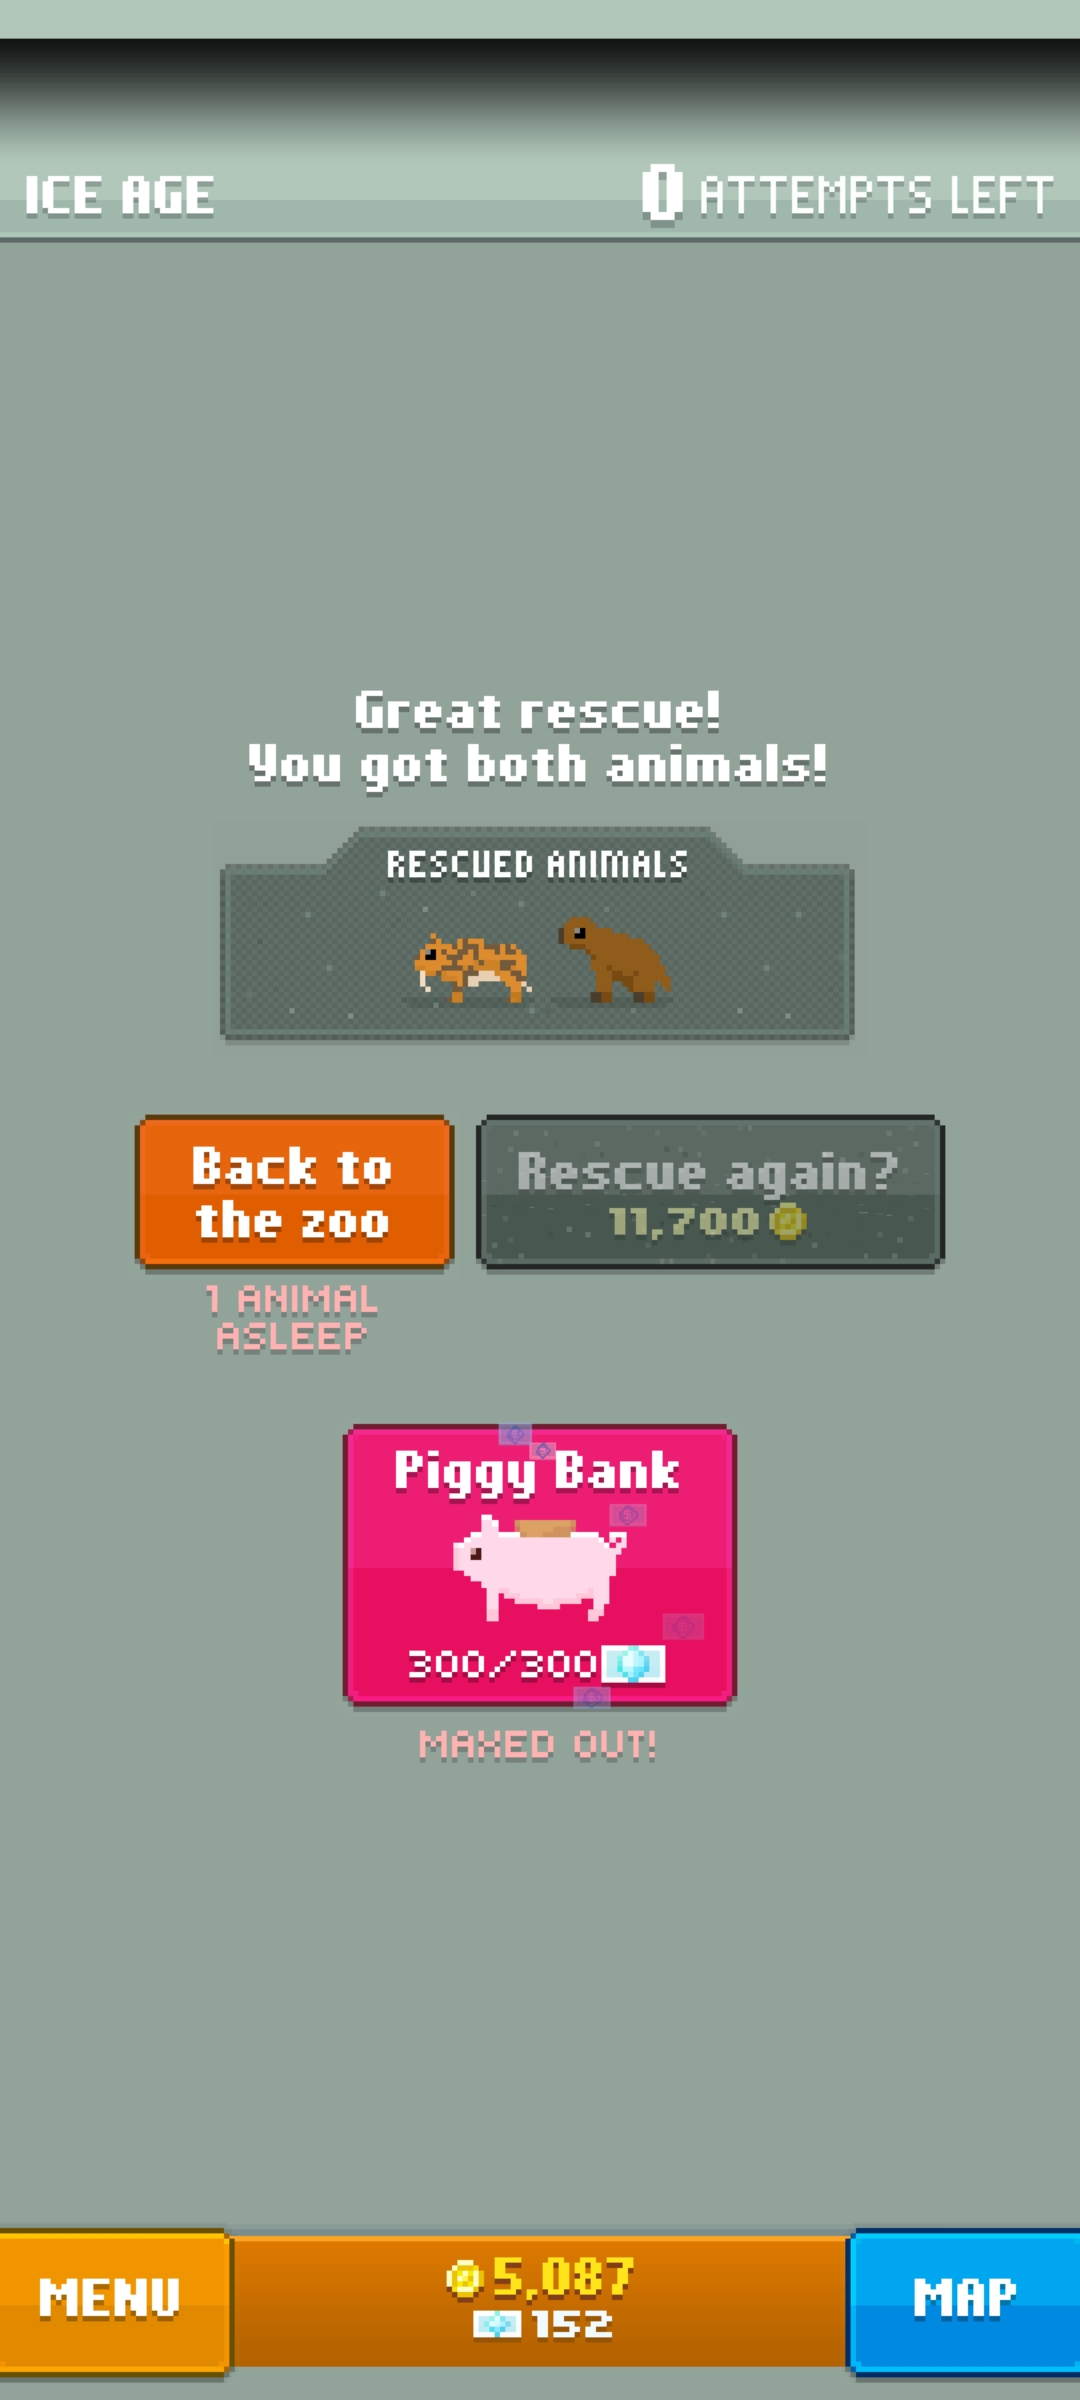 ICE AGE
0 ATTEMPTS LEFT
Great rescue!
You got both animals!
RESCUED ANIMALS
Back to
the zoo
Rescue again?
11,700
1 ANIMAL
ASLEEP
Piggy Bank
300/300
MAXED OUT!
MENU
5,087
152
MAP